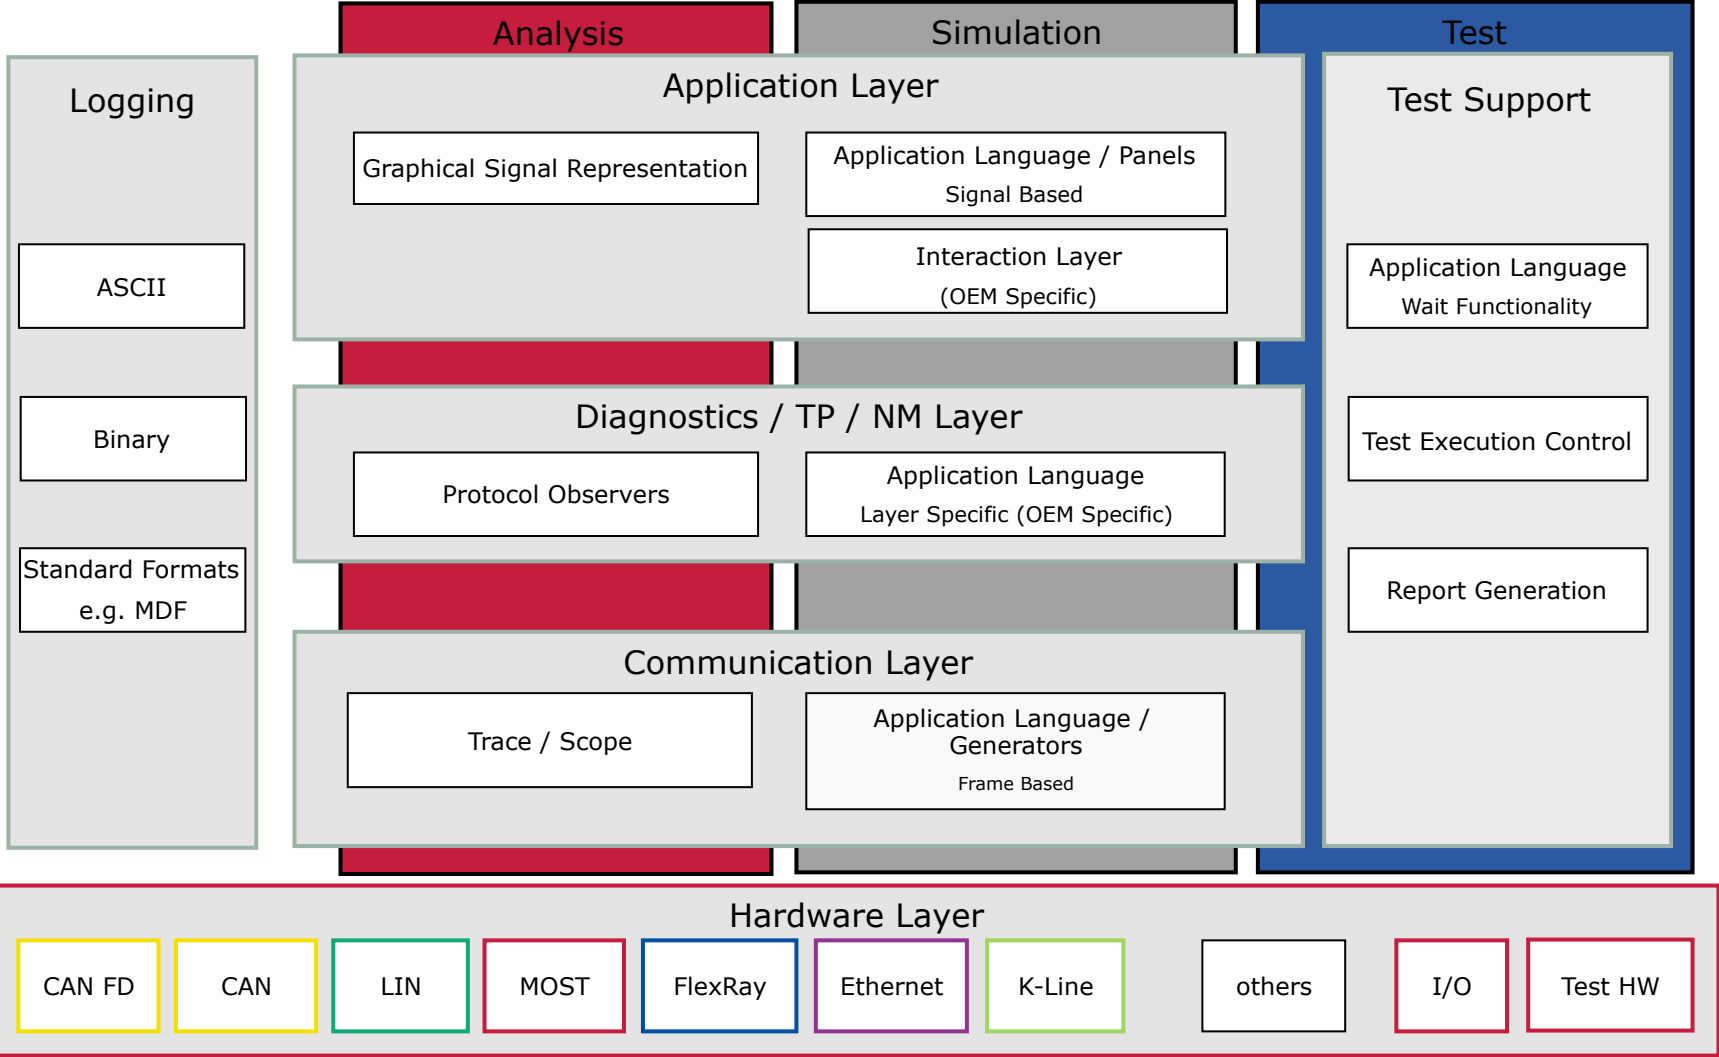 Analysis
Simulation
Test
Logging
ASCII
Binary
Standard Formats
e.g. MDF
Application Layer
Graphical Signal Representation
Application Language / Panels
Signal Based
Interaction Layer
(OEM Specific)
Diagnostics / TP / NM Layer
Protocol Observers
Application Language
Layer Specific (OEM Specific)
Communication Layer
Trace / Scope
Application Language /
Generators
Frame Based
Test Support
Application Language
Wait Functionality
Test Execution Control
Report Generation
Hardware Layer
CAN FD
CAN
LIN
MOST
FlexRay
Ethernet
K-Line
others
I/O
Test HW